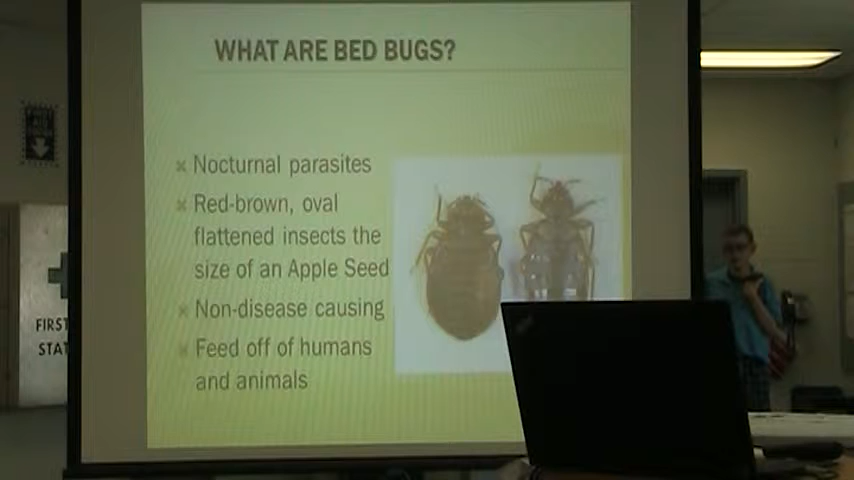 WHAT ARE BED BUGS?
Nocturnal parasites
Red-brown, oval
flattened insects the
size of an Apple Seed
Non-disease causing
Feed off of humans
and animals
FIRST
STAT